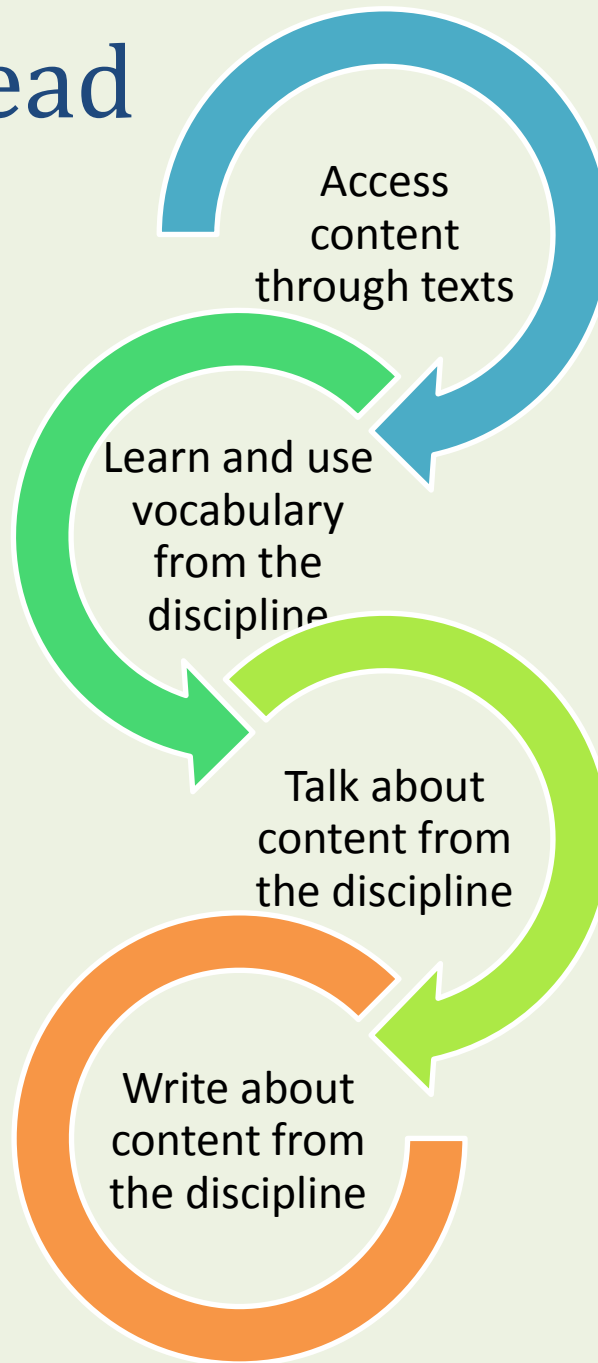 ead
Access
content
through texts
Learn and use
vocabulary
from the
discipline
Talk about
content from
the discipline
Write about
content from
the discipline